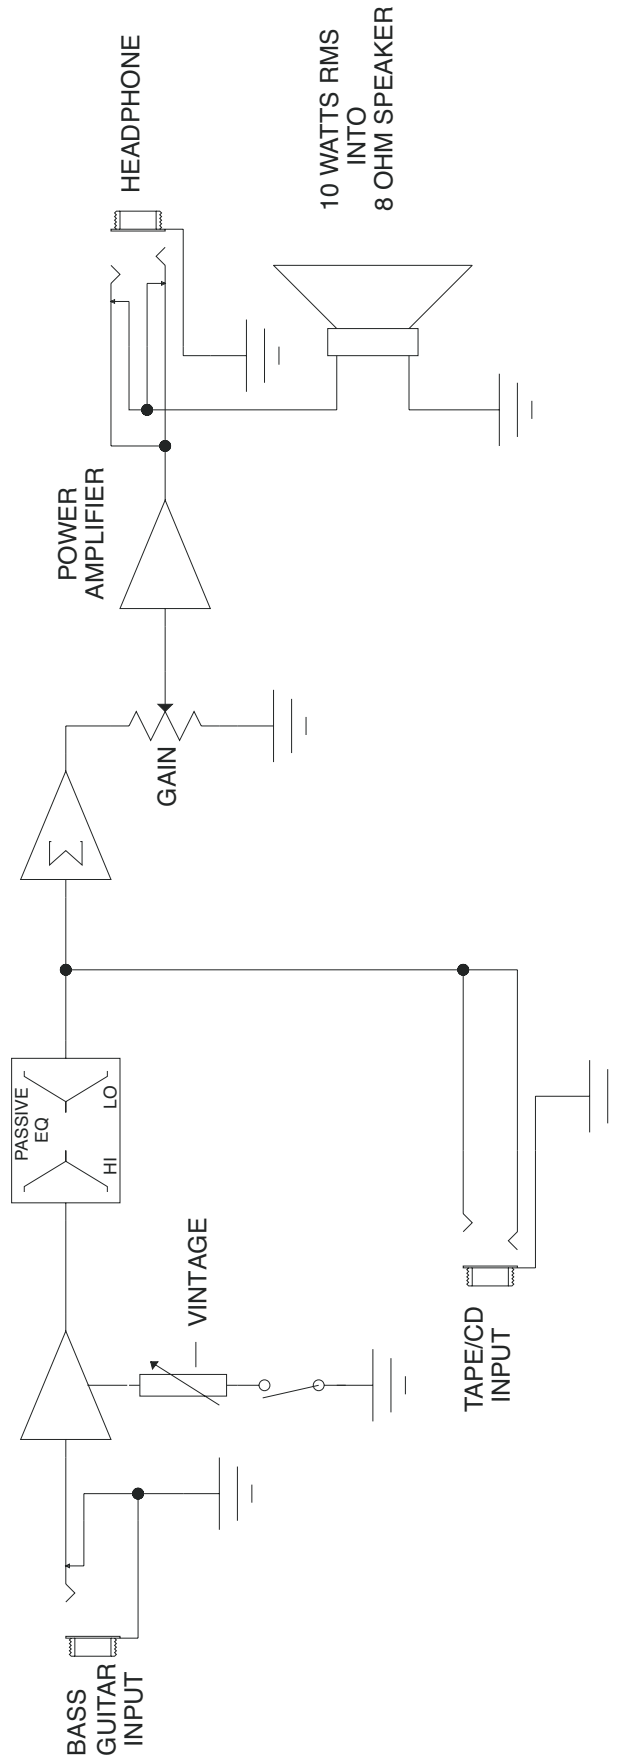 BASS
GUITAR
INPUT
VINTAGE
PASSIVE
EQ
HI
LO
TAPE/CD
INPUT
Σ
GAIN
POWER
AMPLIFIER
HEADPHONE
10 WATTS RMS
INTO
8 OHM SPEAKER